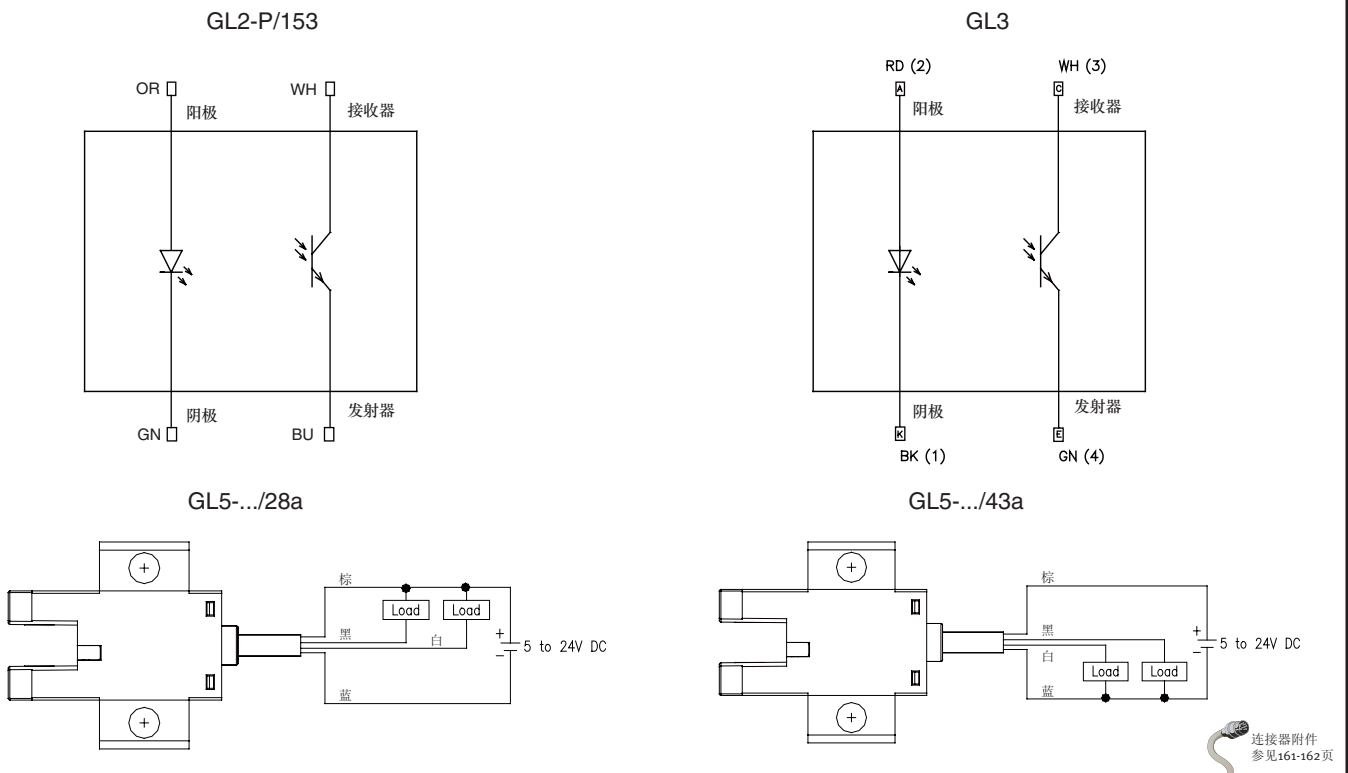 GL2-P/153
OR
WH
阳极
接收器
阴极
发射器
GN
BU
GL3
RD (2)
WH (3)
A
C
阳极
接收器
阴极
发射器
K
E
BK (1)
GN (4)
GL5-.../28a
棕
Load
Load
黑
白
+
−
5 to 24V DC
蓝
GL5-.../43a
棕
黑
白
Load
Load
+
−
5 to 24V DC
蓝
连接器附件
参见161-162页